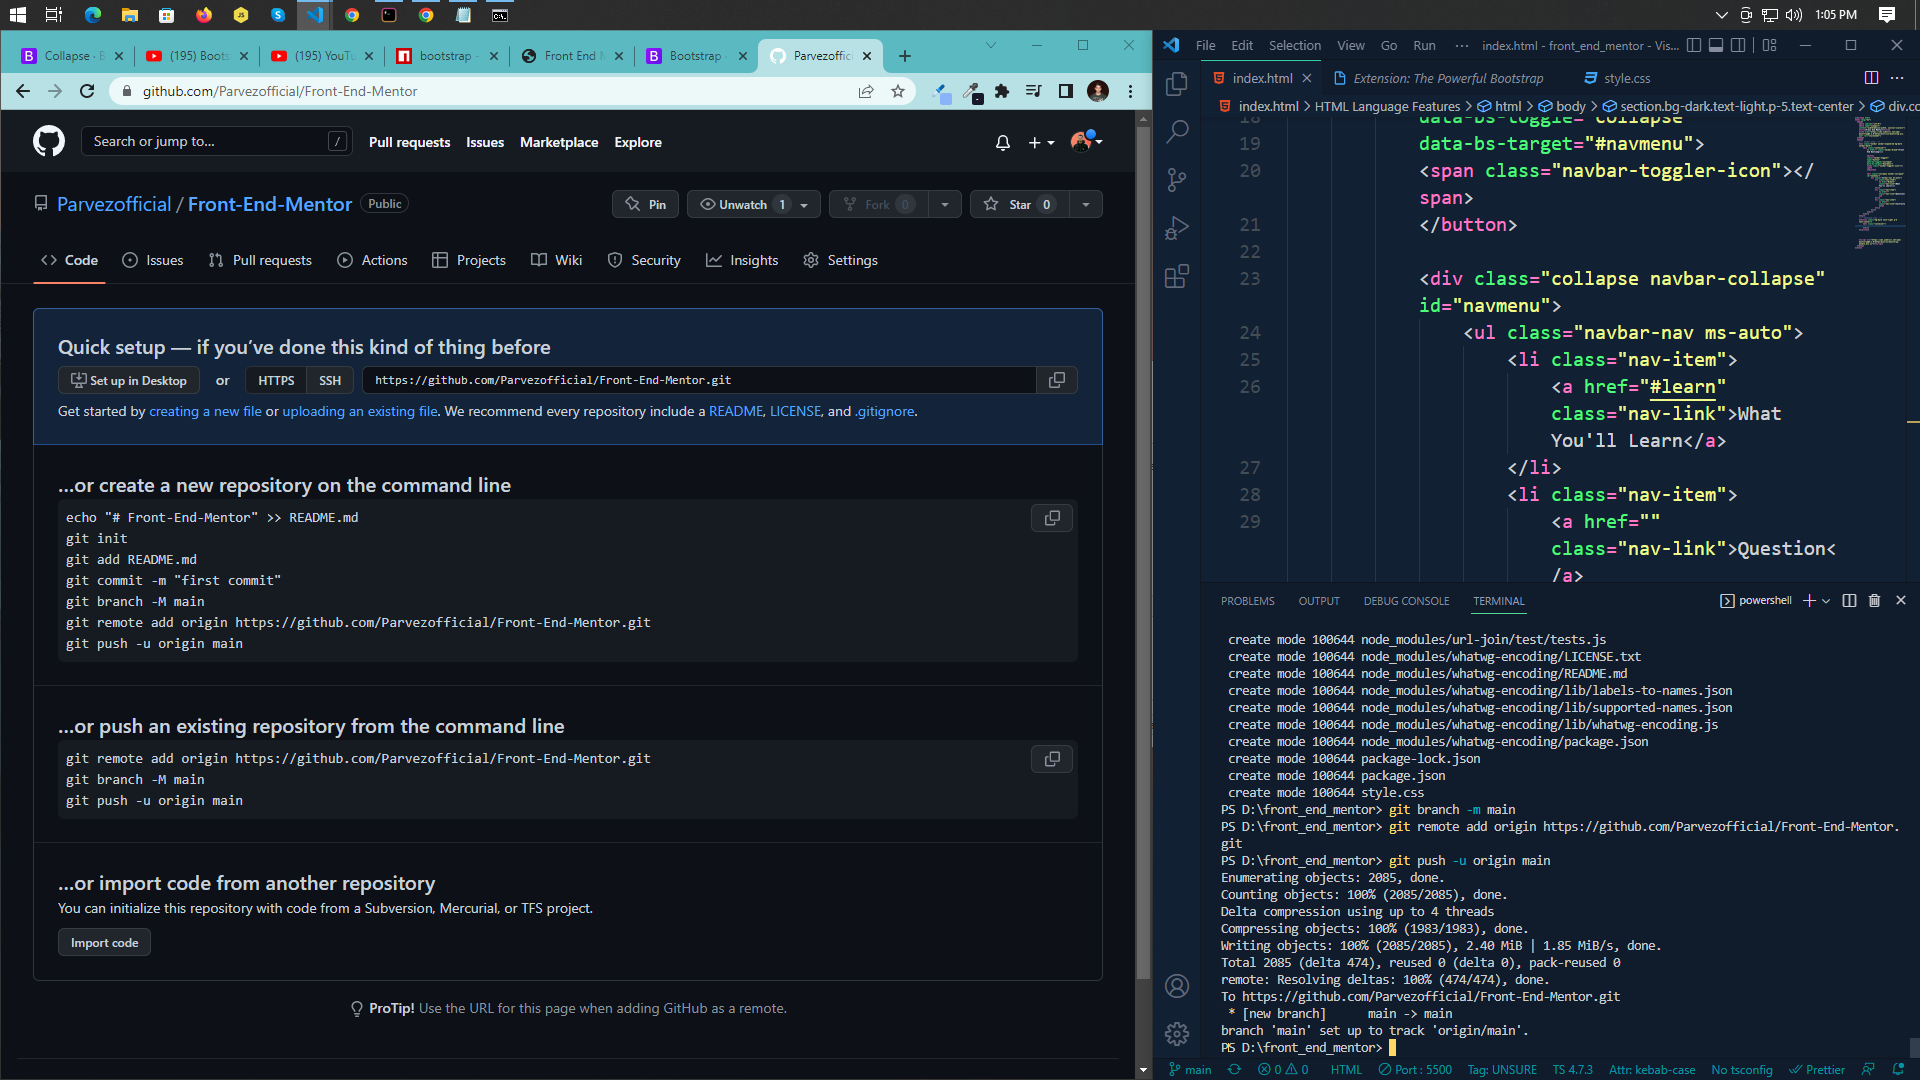 1:05 PM
Collapse · B
(195) Boots
(195) YouTu
bootstrap -
Front End M
Bootstrap
Parvezoffici
github.com/Parvezofficial/Front-End-Mentor
Search or jump to...
/
Pull requests
Issues
Marketplace
Explore
Parvezofficial / Front-End-Mentor
Public
Pin
Unwatch 1
Fork 0
Star 0
Code
Issues
Pull requests
Actions
Projects
Wiki
Security
Insights
Settings
Quick setup — if you’ve done this kind of thing before
Set up in Desktop
or
HTTPS
SSH
https://github.com/Parvezofficial/Front-End-Mentor.git
Get started by creating a new file or uploading an existing file. We recommend every repository include a README, LICENSE, and .gitignore.
…or create a new repository on the command line
echo "# Front-End-Mentor" >> README.md
git init
git add README.md
git commit -m "first commit"
git branch -M main
git remote add origin https://github.com/Parvezofficial/Front-End-Mentor.git
git push -u origin main
…or push an existing repository from the command line
git remote add origin https://github.com/Parvezofficial/Front-End-Mentor.git
git branch -M main
git push -u origin main
…or import code from another repository
You can initialize this repository with code from a Subversion, Mercurial, or TFS project.
Import code
ProTip! Use the URL for this page when adding GitHub as a remote.
File Edit Selection View Go Run ··· index.html - front_end_mentor - Vis...
index.html
Extension: The Powerful Bootstrap
style.css
index.html > HTML Language Features > html > body > section.bg-dark.text-light.p-5.text-center > div.co
18 data-bs-toggle="collapse"
19 data-bs-target="#navmenu">
20 <span class="navbar-toggler-icon"></
span>
21 </button>
22
23 <div class="collapse navbar-collapse"
id="navmenu">
24 <ul class="navbar-nav ms-auto">
25 <li class="nav-item">
26 <a href="#learn"
class="nav-link">What
You'll Learn</a>
27 </li>
28 <li class="nav-item">
29 <a href=""
class="nav-link">Question<
/a>
PROBLEMS
OUTPUT
DEBUG CONSOLE
TERMINAL
powershell
create mode 100644 node_modules/url-join/test/tests.js
create mode 100644 node_modules/whatwg-encoding/LICENSE.txt
create mode 100644 node_modules/whatwg-encoding/README.md
create mode 100644 node_modules/whatwg-encoding/lib/labels-to-names.json
create mode 100644 node_modules/whatwg-encoding/lib/supported-names.json
create mode 100644 node_modules/whatwg-encoding/lib/whatwg-encoding.js
create mode 100644 node_modules/whatwg-encoding/package.json
create mode 100644 package-lock.json
create mode 100644 package.json
create mode 100644 style.css
PS D:\front_end_mentor> git branch -m main
PS D:\front_end_mentor> git remote add origin https://github.com/Parvezofficial/Front-End-Mentor.
git
PS D:\front_end_mentor> git push -u origin main
Enumerating objects: 2085, done.
Counting objects: 100% (2085/2085), done.
Delta compression using up to 4 threads
Compressing objects: 100% (1983/1983), done.
Writing objects: 100% (2085/2085), 2.40 MiB | 1.85 MiB/s, done.
Total 2085 (delta 474), reused 0 (delta 0), pack-reused 0
remote: Resolving deltas: 100% (474/474), done.
To https://github.com/Parvezofficial/Front-End-Mentor.git
* [new branch] main -> main
branch 'main' set up to track 'origin/main'.
PS D:\front_end_mentor>
main
0
0
HTML
Port : 5500
Tag: UNSURE
TS 4.7.3
Attr: kebab-case
No tsconfig
Prettier